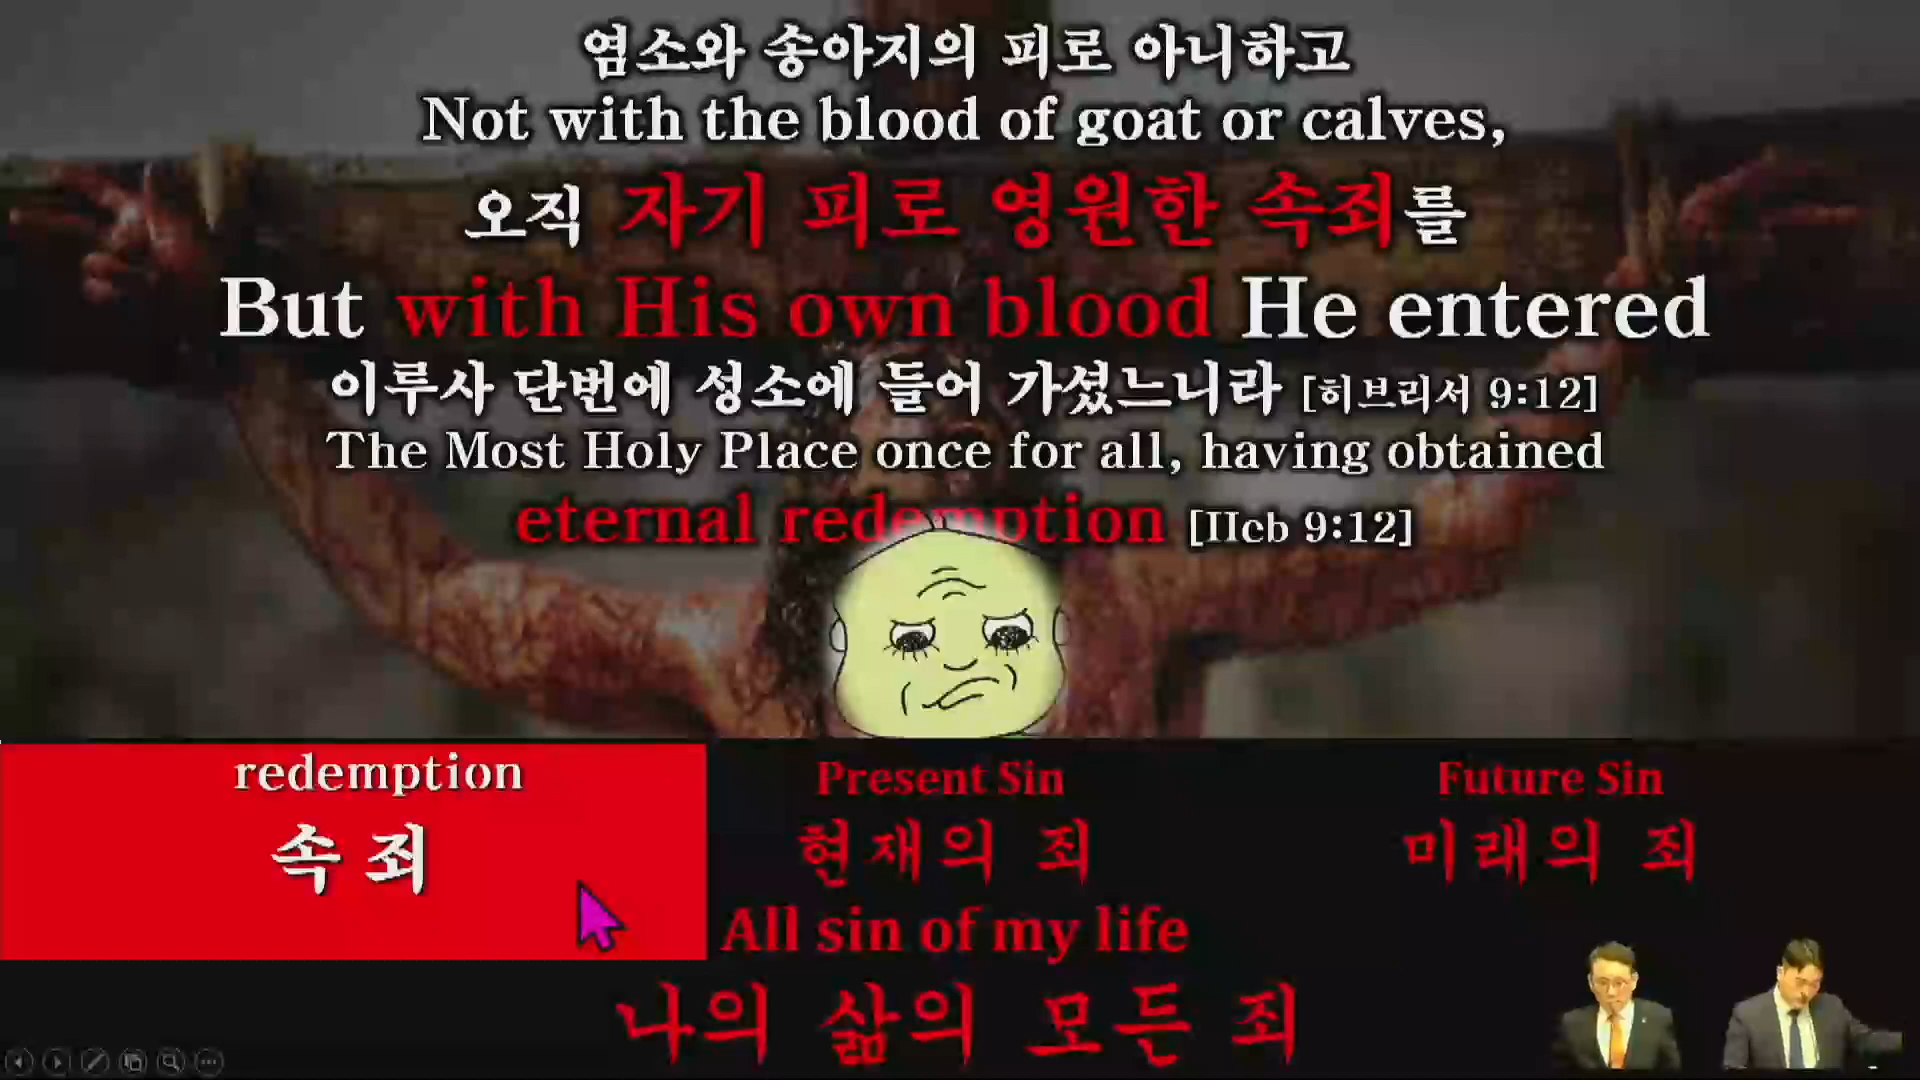 염소와 송아지의 피로 아니하고
Not with the blood of goat or calves,
오직 자기 피로 영원한 속죄를
But with His own blood He entered
이루사 단번에 성소에 들어 가셨느니라 [히브리서 9:12]
The Most Holy Place once for all, having obtained
eternal redemption [Heb 9:12]
redemption
속죄
Present Sin
현재의 죄
Future Sin
미래의 죄
All sin of my life
나의 삶의 모든 죄